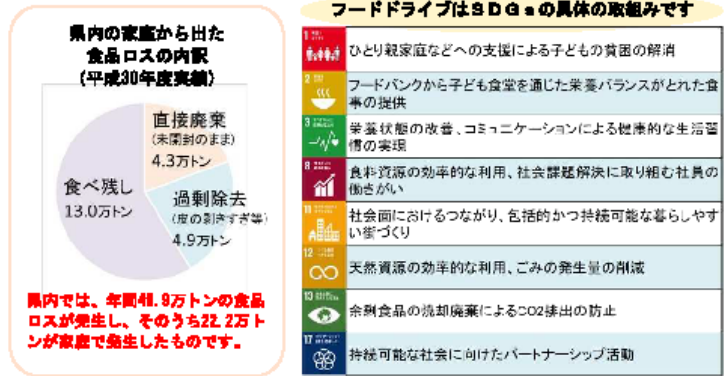 県内の家庭から出た
食品ロスの内訳
(平成30年度実績)
直接廃棄
(未開封のまま)
4.3万トン
食べ残し
13.0万トン
過剰除去
(皮の剥きすぎ等)
4.9万トン
県内では、年間
万トンの食品
ロスが発生し、そのうち22.2万ト
ンが家庭で発生したものです。
フードドライブはSDGsの具体の取組みです
1
ひとり親家庭などへの支援による子どもの貧困の解消
2
フードバンクから子ども食堂を通じた栄養バランスがとれた食
事の提供
3
栄養状態の改善、コミュニケーションによる健康的な生活習
慣の実現
8
食料資源の効率的な利用、社会課題解決に取り組む社員の
働きがい
11
社会面におけるつながり、包括的かつ持続可能な暮らしやす
い街づくり
12
天然資源の効率的な利用、ごみの発生量の削減
13
余剰食品の焼却廃棄によるCO2排出の防止
17
持続可能な社会に向けたパートナーシップ活動